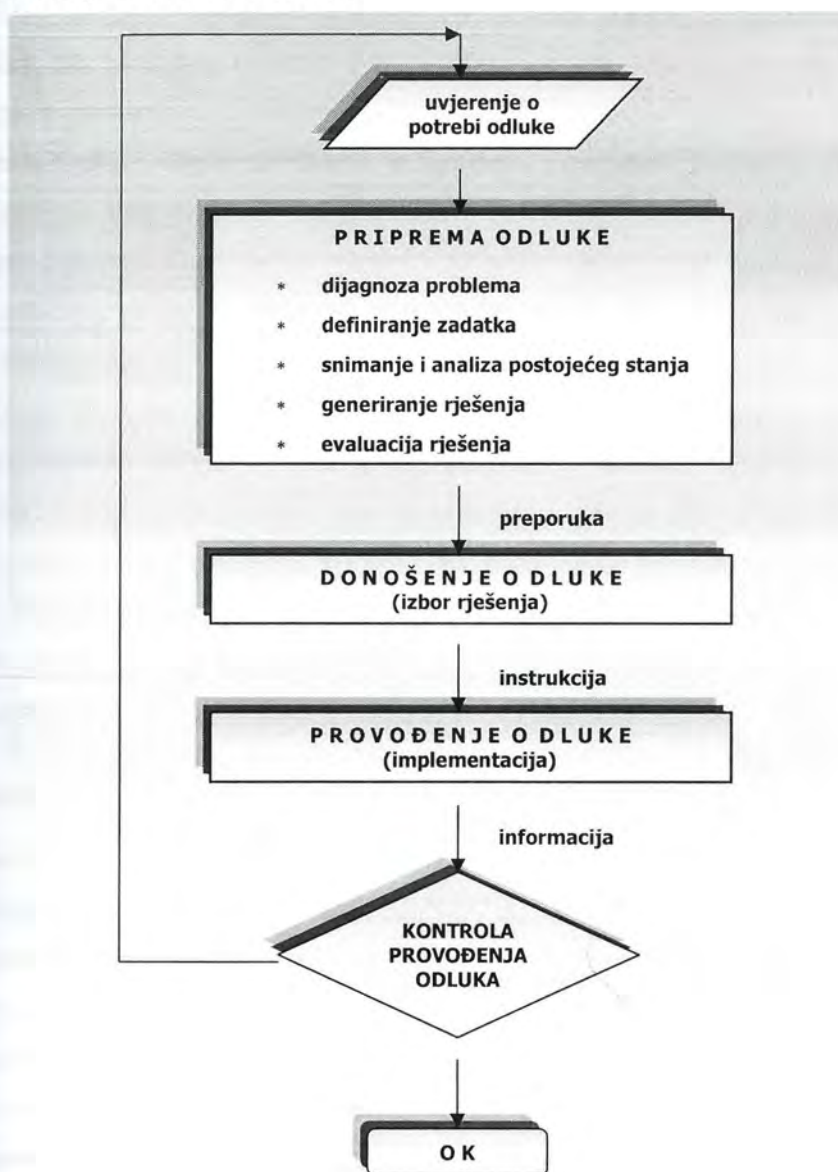 uvjerenje o
potrebi odluke
PRIPREMA ODLUKE
* dijagnoza problema
* definiranje zadatka
* snimanje i analiza postojećeg stanja
* generiranje rješenja
* evaluacija rješenja
preporuka
DONOŠENJE ODLUKE
(izbor rješenja)
instrukcija
PROVOĐENJE ODLUKE
(implementacija)
informacija
KONTROLA
PROVOĐENJA
ODLUKA
OK